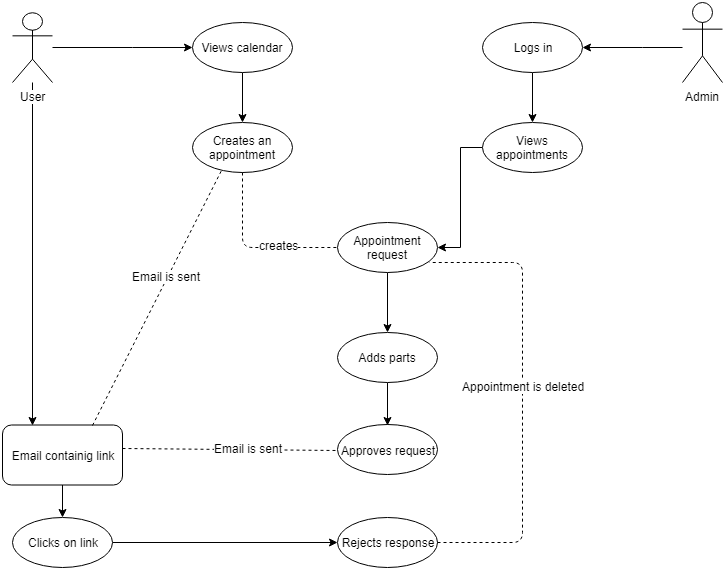 Views calendar
Logs in
User
Admin
Creates an
appointment
Views
appointments
Appointment
request
creates
Email is sent
Adds parts
Appointment is deleted
Email containig link
Email is sent
Approves request
Clicks on link
Rejects response